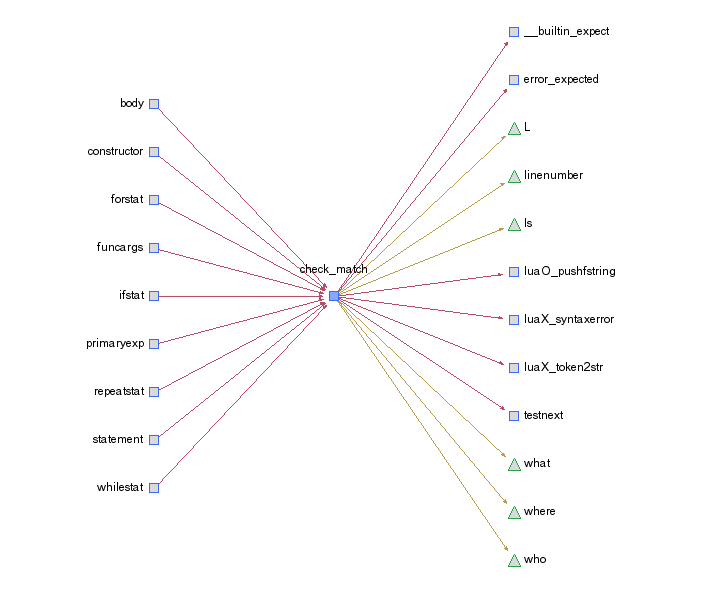 body
constructor
forstat
funcargs
ifstat
primaryexp
repeatstat
statement
whilestat
check_match
__builtin_expect
error_expected
L
linenumber
ls
luaO_pushfstring
luaX_syntaxerror
luaX_token2str
testnext
what
where
who